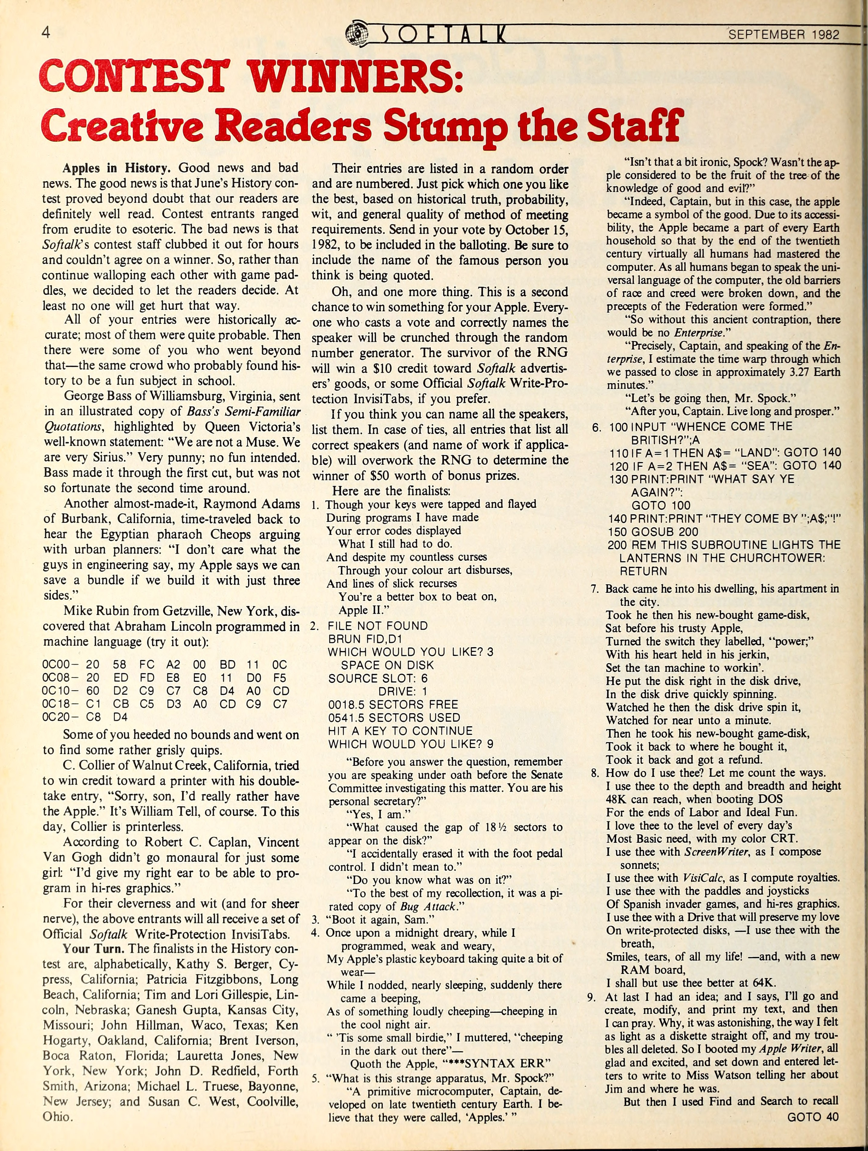 4
SOFTALK
SEPTEMBER 1982
CONTEST WINNERS:
Creative Readers Stump the Staff
Apples in History. Good news and bad
news. The good news is that June's History con-
test proved beyond doubt that our readers are
definitely well read. Contest entrants ranged
from erudite to esoteric. The bad news is that
Softalk's contest staff clubbed it out for hours
and couldn't agree on a winner. So, rather than
continue walloping each other with game pad-
dles, we decided to let the readers decide. At
least no one will get hurt that way.
All of your entries were historically ac-
curate; most of them were quite probable. Then
there were some of you who went beyond
that—the same crowd who probably found his-
tory to be a fun subject in school.
George Bass of Williamsburg, Virginia, sent
in an illustrated copy of Bass's Semi-Familiar
Quotations, highlighted by Queen Victoria's
well-known statement: "We are not a Muse. We
are very Sirius." Very punny; no fun intended.
Bass made it through the first cut, but was not
so fortunate the second time around.
Another almost-made-it, Raymond Adams
of Burbank, California, time-traveled back to
hear the Egyptian pharaoh Cheops arguing
with urban planners: "I don't care what the
guys in engineering say, my Apple says we can
save a bundle if we build it with just three
sides."
Mike Rubin from Getzville, New York, dis-
covered that Abraham Lincoln programmed in
machine language (try it out):
0C00– 20 58 FC A2 00 BD 11 0C
0C08– 20 ED FD E8 E0 11 D0 F5
0C10– 60 D2 C9 C7 C8 D4 A0 CD
0C18– C1 CB C5 D3 A0 CD C9 C7
0C20– C8 D4
Some of you heeded no bounds and went on
to find some rather grisly quips.
C. Collier of Walnut Creek, California, tried
to win credit toward a printer with his double-
take entry, "Sorry, son, I'd really rather have
the Apple." It's William Tell, of course. To this
day, Collier is printerless.
According to Robert C. Caplan, Vincent
Van Gogh didn't go monaural for just some
girl: "I'd give my right ear to be able to pro-
gram in hi-res graphics."
For their cleverness and wit (and for sheer
nerve), the above entrants will all receive a set of
Official Softalk Write-Protection InvisiTabs.
Your Turn. The finalists in the History con-
test are, alphabetically, Kathy S. Berger, Cy-
press, California; Patricia Fitzgibbons, Long
Beach, California; Tim and Lori Gillespie, Lin-
coln, Nebraska; Ganesh Gupta, Kansas City,
Missouri; John Hillman, Waco, Texas; Ken
Hogarty, Oakland, California; Brent Iverson,
Boca Raton, Florida; Lauretta Jones, New
York, New York; John D. Redfield, Forth
Smith, Arizona; Michael L. Truese, Bayonne,
New Jersey; and Susan C. West, Coolville,
Ohio.
Their entries are listed in a random order
and are numbered. Just pick which one you like
the best, based on historical truth, probability,
wit, and general quality of method of meeting
requirements. Send in your vote by October 15,
1982, to be included in the balloting. Be sure to
include the name of the famous person you
think is being quoted.
Oh, and one more thing. This is a second
chance to win something for your Apple. Every-
one who casts a vote and correctly names the
speaker will be crunched through the random
number generator. The survivor of the RNG
will win a $10 credit toward Softalk advertis-
ers' goods, or some Official Softalk Write-Pro-
tection InvisiTabs, if you prefer.
If you think you can name all the speakers,
list them. In case of ties, all entries that list all
correct speakers (and name of work if applica-
ble) will overwork the RNG to determine the
winner of $50 worth of bonus prizes.
Here are the finalists:
1. Though your keys were tapped and flayed
During programs I have made
Your error codes displayed
What I still had to do.
And despite my countless curses
Through your colour art disburses,
And lines of slick recurses
You're a better box to beat on,
Apple II."
2. FILE NOT FOUND
BRUN FID,D1
WHICH WOULD YOU LIKE? 3
SPACE ON DISK
SOURCE SLOT: 6
DRIVE: 1
0018.5 SECTORS FREE
0541.5 SECTORS USED
HIT A KEY TO CONTINUE
WHICH WOULD YOU LIKE? 9
"Before you answer the question, remember
you are speaking under oath before the Senate
Committee investigating this matter. You are his
personal secretary?"
"Yes, I am."
"What caused the gap of 18½ sectors to
appear on the disk?"
"I accidentally erased it with the foot pedal
control. I didn't mean to."
"Do you know what was on it?"
"To the best of my recollection, it was a pi-
rated copy of Bug Attack."
3. "Boot it again, Sam."
4. Once upon a midnight dreary, while I
programmed, weak and weary,
My Apple's plastic keyboard taking quite a bit of
wear—
While I nodded, nearly sleeping, suddenly there
came a beeping,
As of something loudly cheeping—cheeping in
the cool night air.
" 'Tis some small birdie," I muttered, "cheeping
in the dark out there"—
Quoth the Apple, "***SYNTAX ERR"
5. "What is this strange apparatus, Mr. Spock?"
"A primitive microcomputer, Captain, de-
veloped on late twentieth century Earth. I be-
lieve that they were called, 'Apples.' "
"Isn't that a bit ironic, Spock? Wasn't the ap-
ple considered to be the fruit of the tree of the
knowledge of good and evil?"
"Indeed, Captain, but in this case, the apple
became a symbol of the good. Due to its accessi-
bility, the Apple became a part of every Earth
household so that by the end of the twentieth
century virtually all humans had mastered the
computer. As all humans began to speak the uni-
versal language of the computer, the old barriers
of race and creed were broken down, and the
precepts of the Federation were formed."
"So without this ancient contraption, there
would be no Enterprise."
"Precisely, Captain, and speaking of the En-
terprise, I estimate the time warp through which
we passed to close in approximately 3.27 Earth
minutes."
"Let's be going then, Mr. Spock."
"After you, Captain. Live long and prosper."
6. 100 INPUT "WHENCE COME THE
BRITISH?";A
110 IF A=1 THEN A$= "LAND": GOTO 140
120 IF A=2 THEN A$= "SEA": GOTO 140
130 PRINT:PRINT "WHAT SAY YE
AGAIN?":
GOTO 100
140 PRINT:PRINT "THEY COME BY ";A$;"!"
150 GOSUB 200
200 REM THIS SUBROUTINE LIGHTS THE
LANTERNS IN THE CHURCHTOWER:
RETURN
7. Back came he into his dwelling, his apartment in
the city.
Took he then his new-bought game-disk,
Sat before his trusty Apple,
Turned the switch they labelled, "power;"
With his heart held in his jerkin,
Set the tan machine to workin'.
He put the disk right in the disk drive,
In the disk drive quickly spinning.
Watched he then the disk drive spin it,
Watched for near unto a minute.
Then he took his new-bought game-disk,
Took it back to where he bought it,
Took it back and got a refund.
8. How do I use thee? Let me count the ways.
I use thee to the depth and breadth and height
48K can reach, when booting DOS
For the ends of Labor and Ideal Fun.
I love thee to the level of every day's
Most Basic need, with my color CRT.
I use thee with ScreenWriter, as I compose
sonnets;
I use thee with VisiCalc, as I compute royalties.
I use thee with the paddles and joysticks
Of Spanish invader games, and hi-res graphics.
I use thee with a Drive that will preserve my love
On write-protected disks, —I use thee with the
breath,
Smiles, tears, of all my life! —and, with a new
RAM board,
I shall but use thee better at 64K.
9. At last I had an idea; and I says, I'll go and
create, modify, and print my text, and then
I can pray. Why, it was astonishing, the way I felt
as light as a diskette straight off, and my trou-
bles all deleted. So I booted my Apple Writer, all
glad and excited, and set down and entered let-
ters to write to Miss Watson telling her about
Jim and where he was.
But then I used Find and Search to recall
GOTO 40